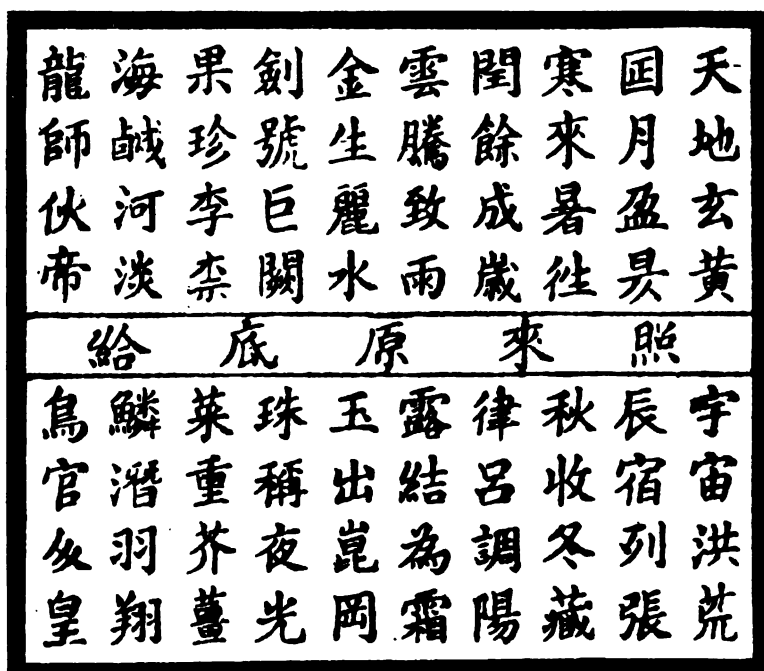 天地玄黃
囸月盈昃
寒來暑往
閏餘成歲
雲騰致雨
金生麗水
劍號巨闕
果珍李柰
海鹹河淡
龍師伙帝
照來原底給
宇宙洪荒
辰宿列張
秋收冬藏
律呂調陽
露結為霜
玉出崑岡
珠稱夜光
菜重芥薑
鱗潛羽翔
鳥官皇